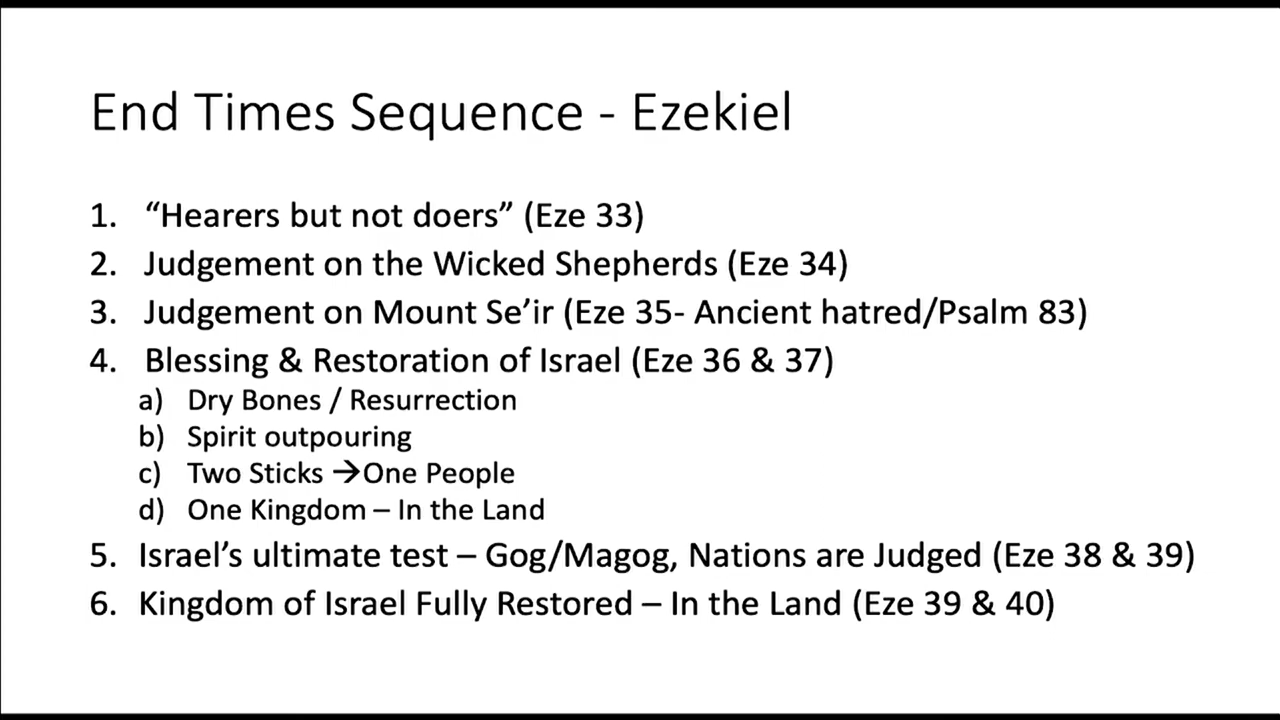 End Times Sequence - Ezekiel
1. “Hearers but not doers” (Eze 33)
2. Judgement on the Wicked Shepherds (Eze 34)
3. Judgement on Mount Se’ir (Eze 35- Ancient hatred/Psalm 83)
4. Blessing & Restoration of Israel (Eze 36 & 37)
a) Dry Bones / Resurrection
b) Spirit outpouring
c) Two Sticks →One People
d) One Kingdom – In the Land
5. Israel’s ultimate test – Gog/Magog, Nations are Judged (Eze 38 & 39)
6. Kingdom of Israel Fully Restored – In the Land (Eze 39 & 40)